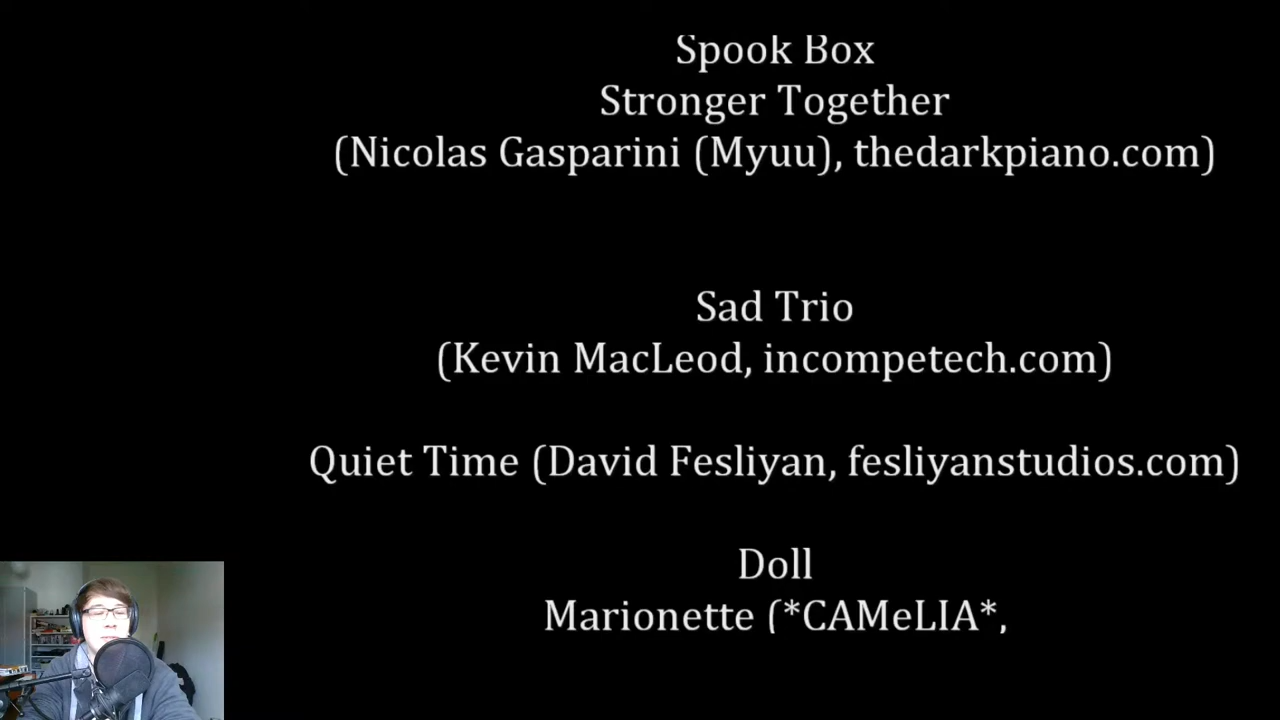 Spook Box
Stronger Together
(Nicolas Gasparini (Myuu), thedarkpiano.com)
Sad Trio
(Kevin MacLeod, incompetech.com)
Quiet Time (David Fesliyan, fesliyanstudios.com)
Doll
Marionette (*CAMeLIA*,